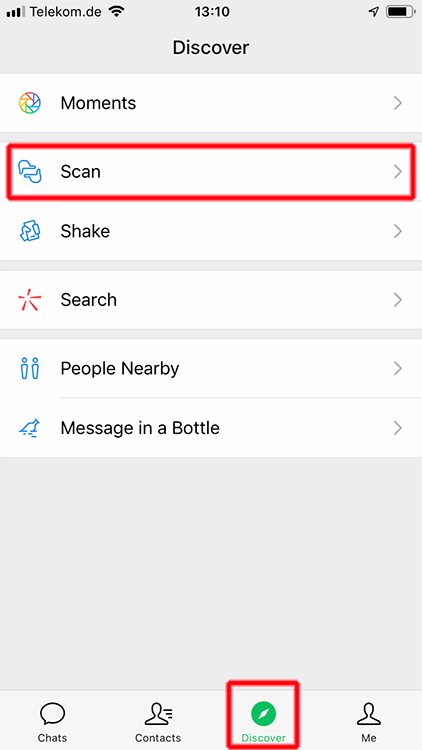 Telekom.de 13:10
Discover
Moments
Scan
Shake
Search
People Nearby
Message in a Bottle
Chats Contacts Discover Me